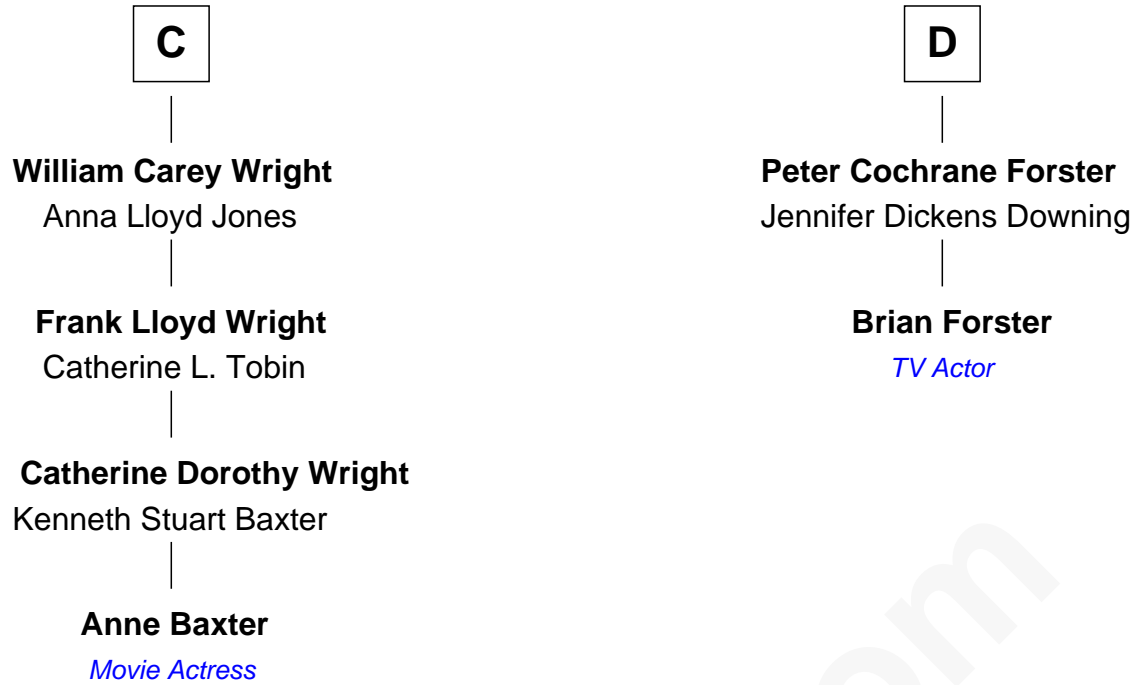 C
William Carey Wright
Anna Lloyd Jones
Frank Lloyd Wright
Catherine L. Tobin
Catherine Dorothy Wright
Kenneth Stuart Baxter
Anne Baxter
Movie Actress
D
Peter Cochrane Forster
Jennifer Dickens Downing
Brian Forster
TV Actor
om